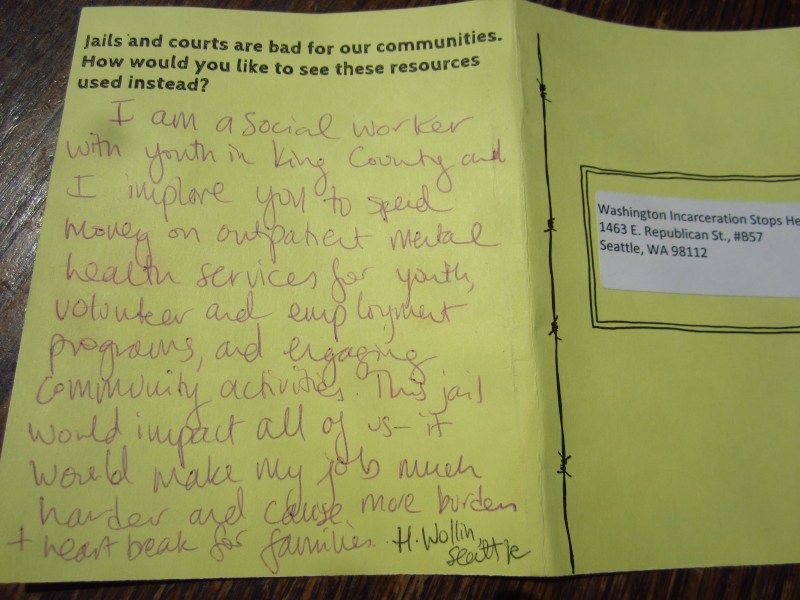 Jails and courts are bad for our communities.
How would you like to see these resources
used instead?
I am a social worker
with youth in King County and
I implore you to spend
money on outpatient mental
health services for youth,
volunteer and employment
programs, and engaging
community activities. This jail
would impact all of us - it
would make my job much
harder and cause more burden
+ heart beak for families.
H. Wollin,
Seattle
Washington Incarceration Stops He
1463 E. Republican St., #B57
Seattle, WA 98112